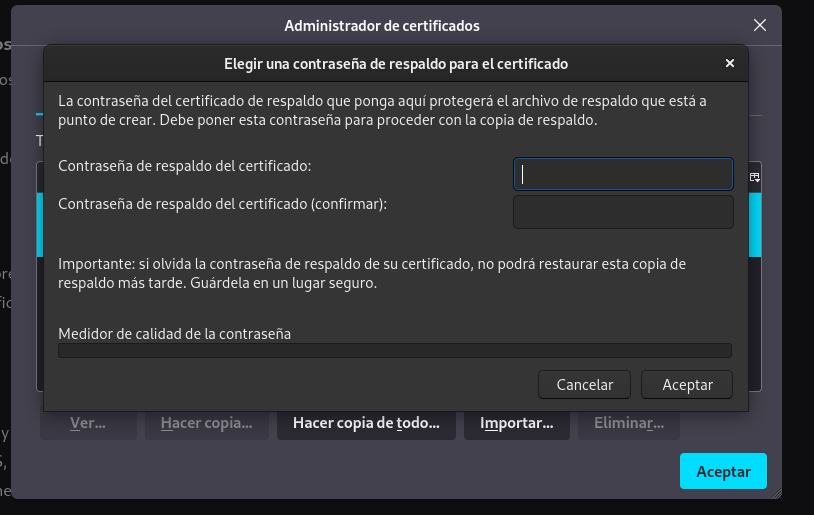 Administrador de certificados
Elegir una contraseña de respaldo para el certificado
La contraseña del certificado de respaldo que ponga aquí protegerá el archivo de respaldo que está a
punto de crear. Debe poner esta contraseña para proceder con la copia de respaldo.
Contraseña de respaldo del certificado:
Contraseña de respaldo del certificado (confirmar):
Importante: si olvida la contraseña de respaldo de su certificado, no podrá restaurar esta copia de
respaldo más tarde. Guárdela en un lugar seguro.
Medidor de calidad de la contraseña
Cancelar Aceptar
Ver... Hacer copia... Hacer copia de todo... Importar... Eliminar...
Aceptar